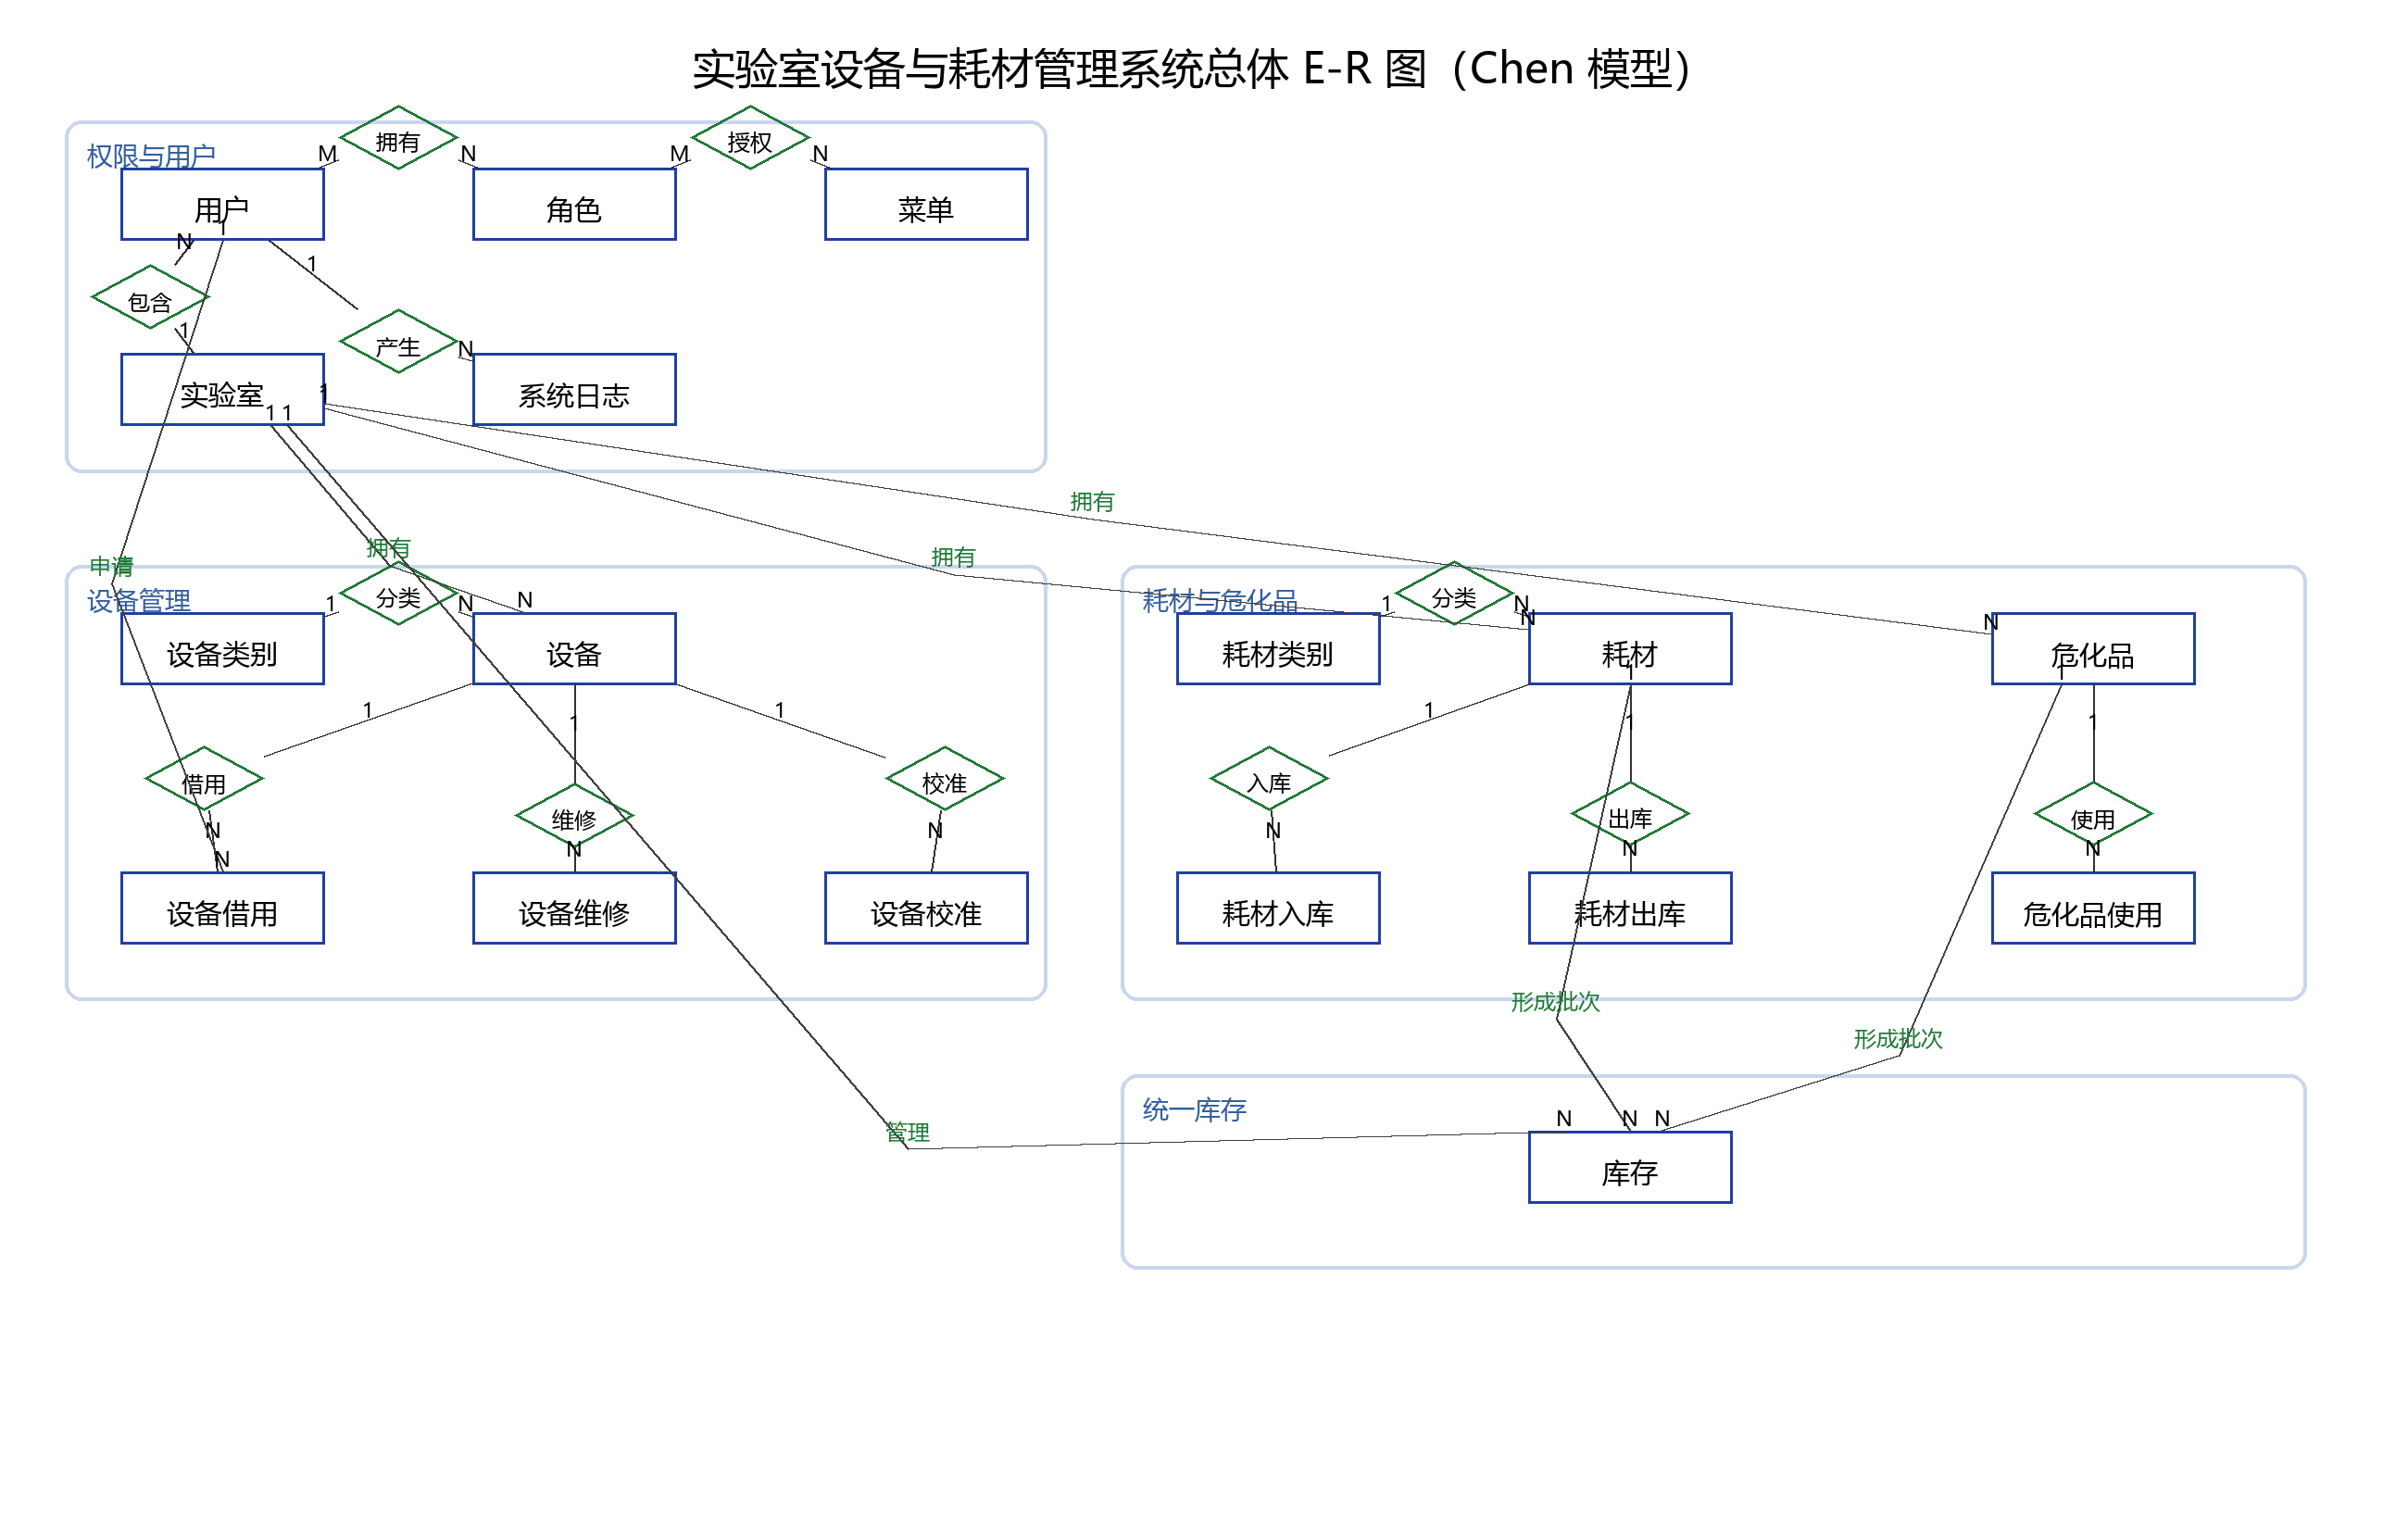 实验室设备与耗材管理系统总体 E-R 图（Chen 模型）
权限与用户
M
拥有
N
M
授权
N
用户
角色
菜单
1
N
1
包含
1
产生
N
实验室
系统日志
1
1
1
1
拥有
拥有
拥有
申请
设备管理
1
分类
N
N
设备类别
设备
1
1
1
借用
维修
校准
N
N
N
N
设备借用
设备维修
设备校准
耗材与危化品
1
分类
N
N
N
耗材类别
耗材
危化品
1
1
1
1
1
入库
出库
使用
N
N
N
耗材入库
耗材出库
危化品使用
形成批次
形成批次
管理
统一库存
N
N
N
库存